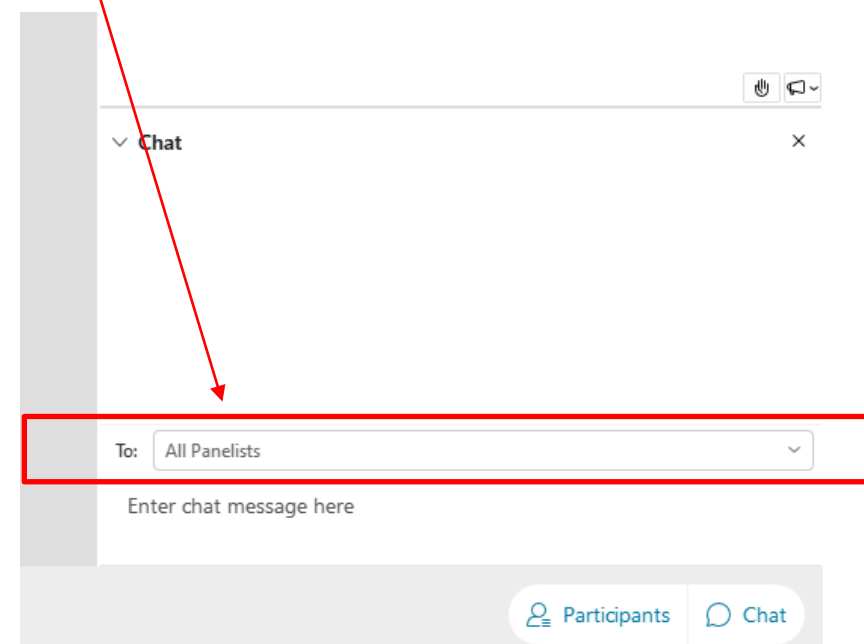 Chat
To: All Panelists
Enter chat message here
Participants Chat